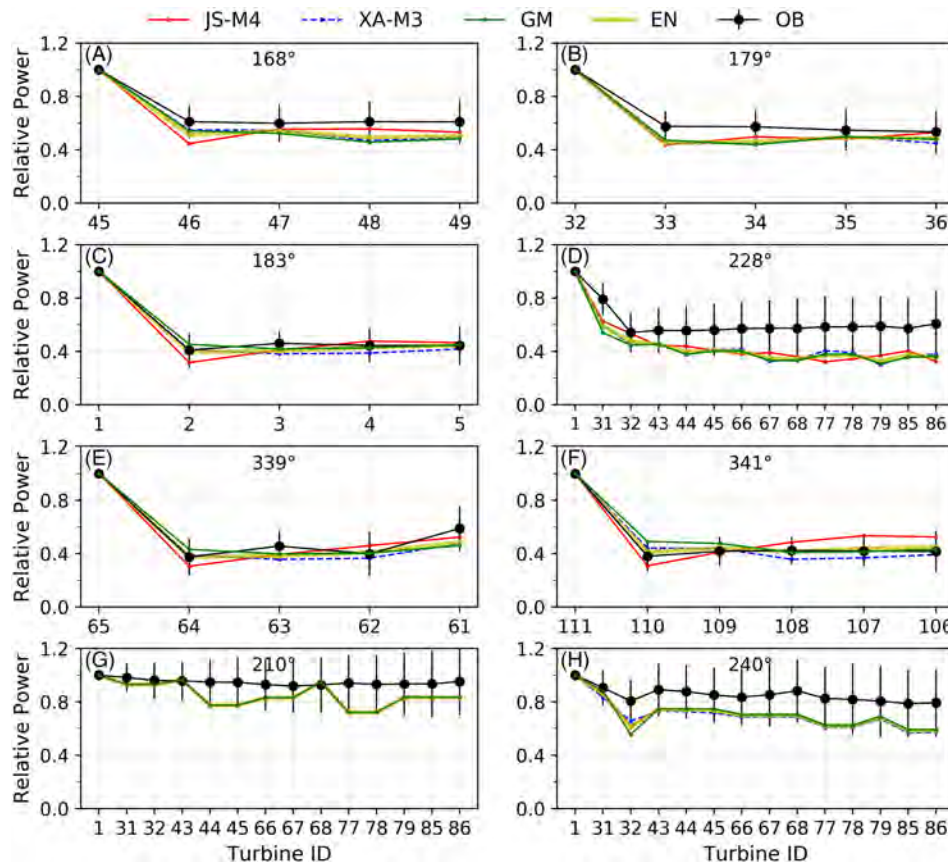 JS-M4 XA-M3 GM EN OB
Relative Power
1.2
0.8
0.4
0.0
(A) 168°
45 46 47 48 49
Relative Power
1.2
0.8
0.4
0.0
(B) 179°
32 33 34 35 36
Relative Power
1.2
0.8
0.4
0.0
(C) 183°
1 2 3 4 5
Relative Power
1.2
0.8
0.4
0.0
(D) 228°
1 31 32 43 44 45 66 67 68 77 78 79 85 86
Relative Power
1.2
0.8
0.4
0.0
(E) 339°
65 64 63 62 61
Relative Power
1.2
0.8
0.4
0.0
(F) 341°
111 110 109 108 107 106
Relative Power
1.2
0.8
0.4
0.0
(G) 210°
1 31 32 43 44 45 66 67 68 77 78 79 85 86
Turbine ID
Relative Power
1.2
0.8
0.4
0.0
(H) 240°
1 31 32 43 44 45 66 67 68 77 78 79 85 86
Turbine ID